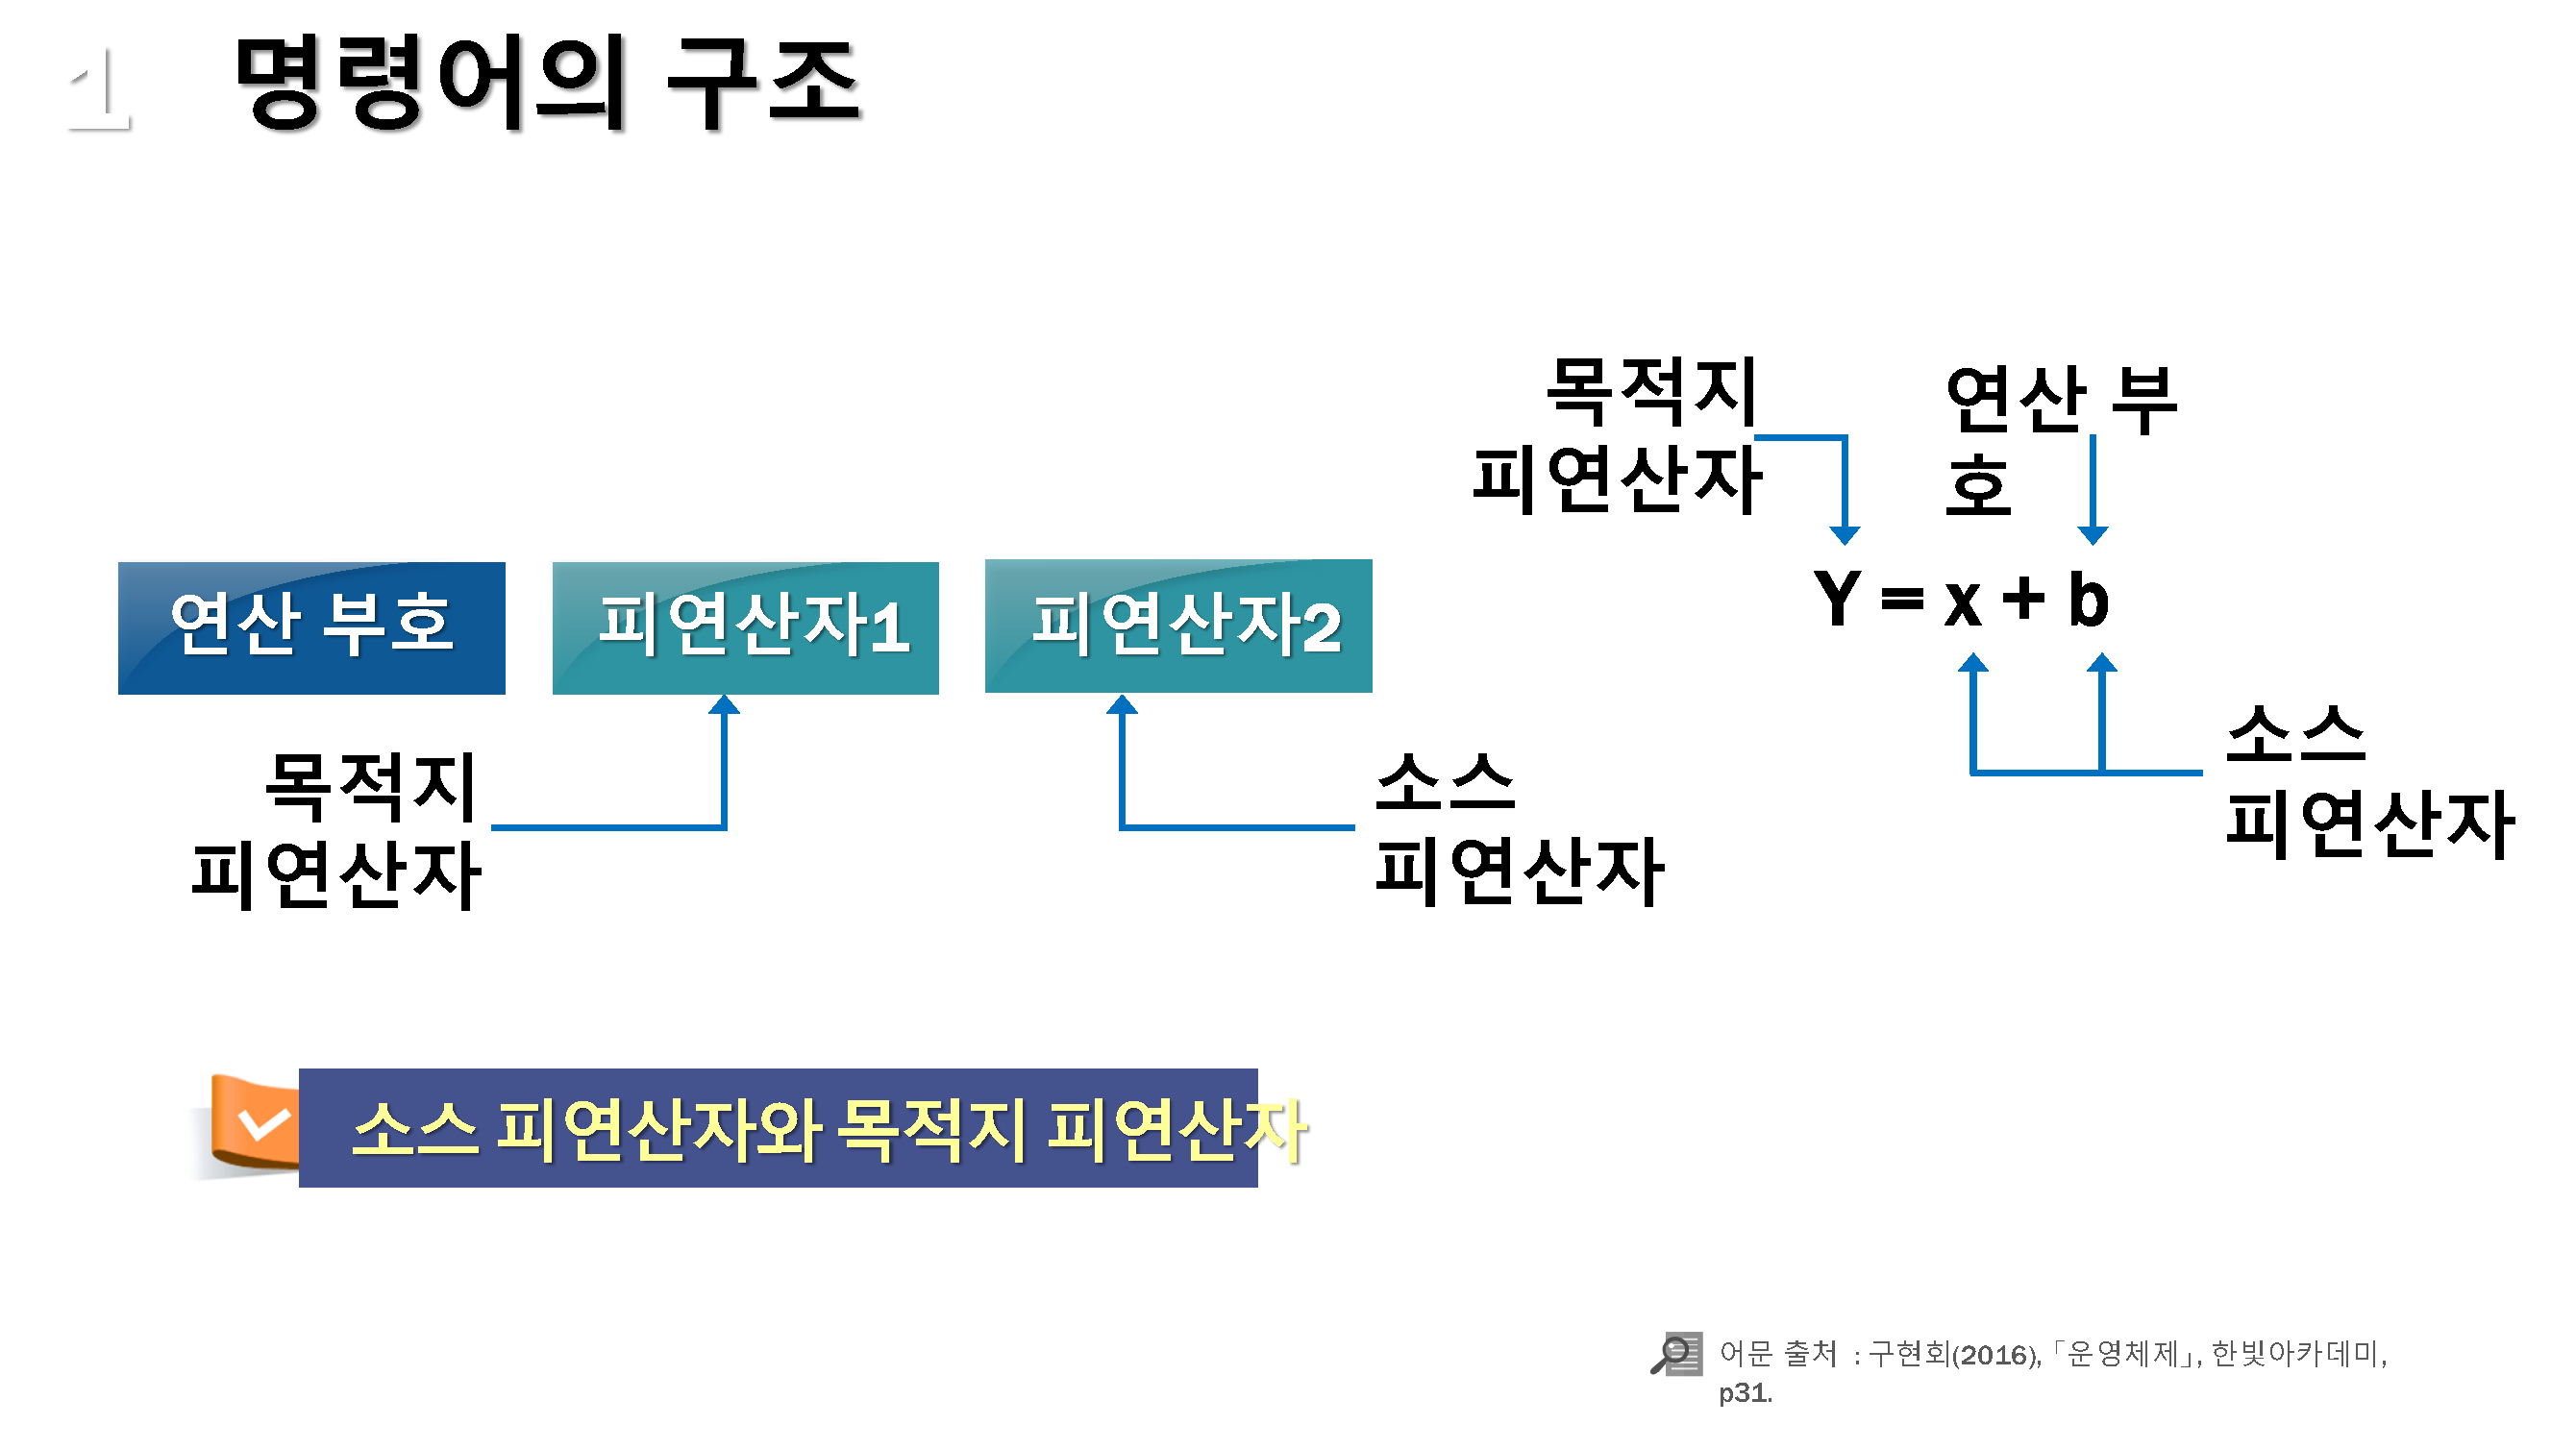 1 명령어의 구조
목적지
피연산자
연산 부
호
Y = x + b
연산 부호
피연산자1
피연산자2
목적지
피연산자
소스
피연산자
소스
피연산자
소스 피연산자와 목적지 피연산자
어문 출처 : 구현회(2016), 「운영체제」, 한빛아카데미,
p31.